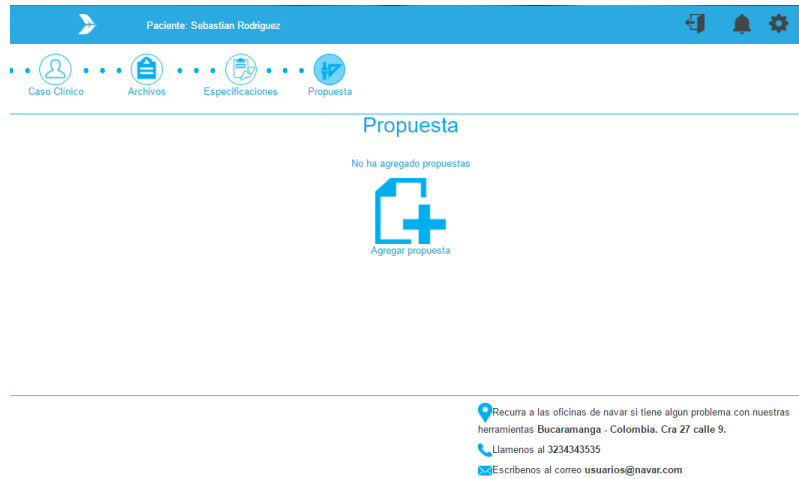 Paciente: Sebastian Rodriguez
Caso Clínico
Archivos
Especificaciones
Propuesta
Propuesta
No ha agregado propuestas
Agregar propuesta
Recurra a las oficinas de navar si tiene algun problema con nuestras
herramientas Bucaramanga - Colombia. Cra 27 calle 9.
Llamenos al 3234343535
Escribenos al correo usuarios@navar.com